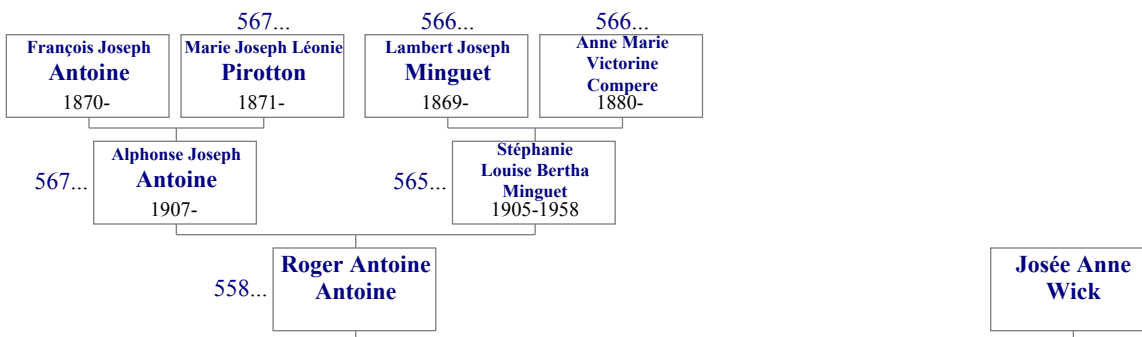 567...
566...
566...
François Joseph
Antoine
1870-
Marie Joseph Léonie
Pirotton
1871-
Lambert Joseph
Minguet
1869-
Anne Marie
Victorine
Compere
1880-
567...
Alphonse Joseph
Antoine
1907-
565...
Stéphanie
Louise Bertha
Minguet
1905-1958
558...
Roger Antoine
Antoine
Josée Anne
Wick